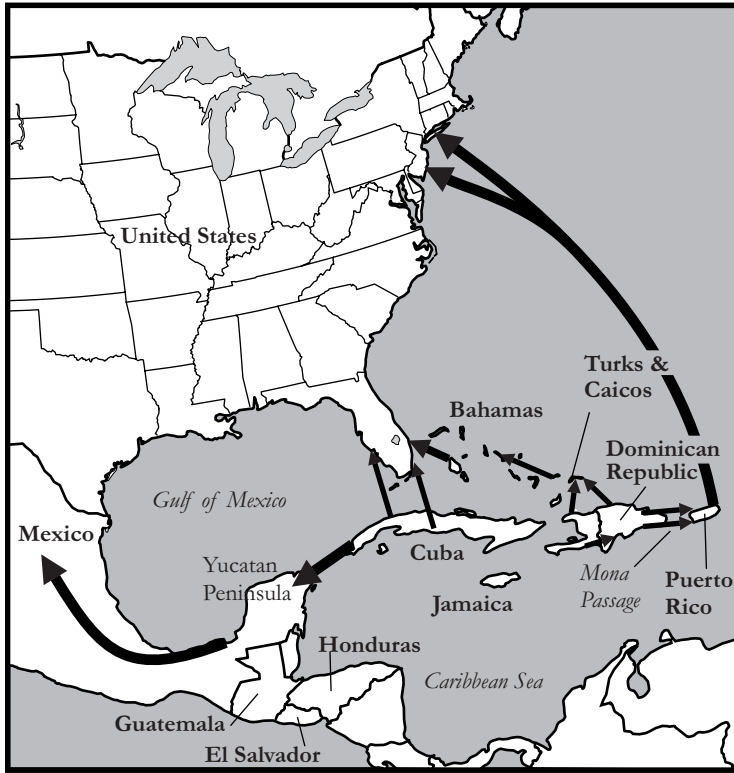 United States
Turks &
Caicos
Bahamas
Dominican
Republic
Gulf of Mexico
Mexico
Cuba
Yucatan
Peninsula
Mona
Passage
Puerto
Rico
Jamaica
Honduras
Caribbean Sea
Guatemala
El Salvador